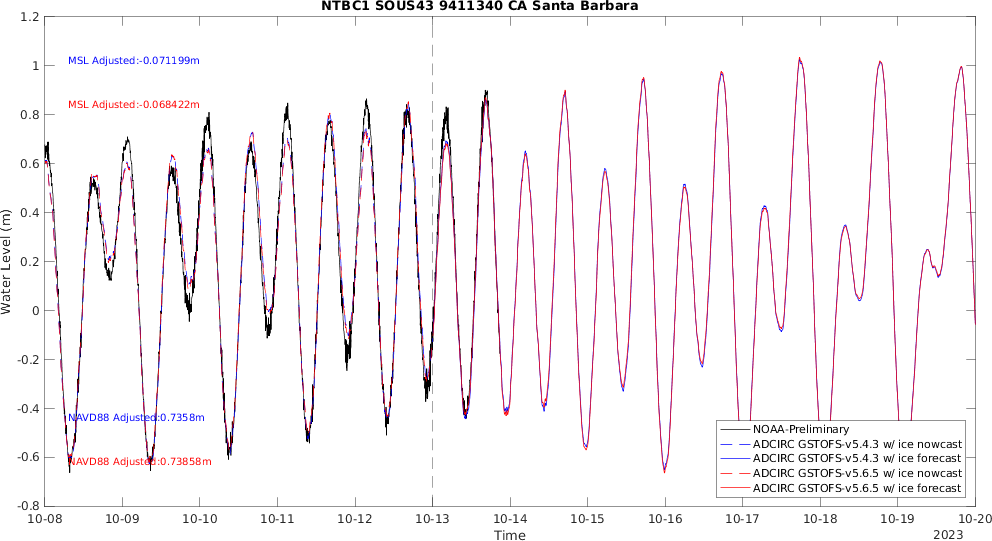 NTBC1 SOUS43 9411340 CA Santa Barbara
1.2
1
0.8
0.6
0.4
0.2
0
-0.2
-0.4
-0.6
-0.8
Water Level (m)
MSL Adjusted:-0.071199m
MSL Adjusted:-0.068422m
NAVD88 Adjusted:0.7358m
NAVD88 Adjusted:0.73858m
NOAA-Preliminary
ADCIRC GSTOFS-v5.4.3 w/ ice nowcast
ADCIRC GSTOFS-v5.4.3 w/ ice forecast
ADCIRC GSTOFS-v5.6.5 w/ ice nowcast
ADCIRC GSTOFS-v5.6.5 w/ ice forecast
10-08 10-09 10-10 10-11 10-12 10-13 10-14 10-15 10-16 10-17 10-18 10-19 10-20
Time
2023